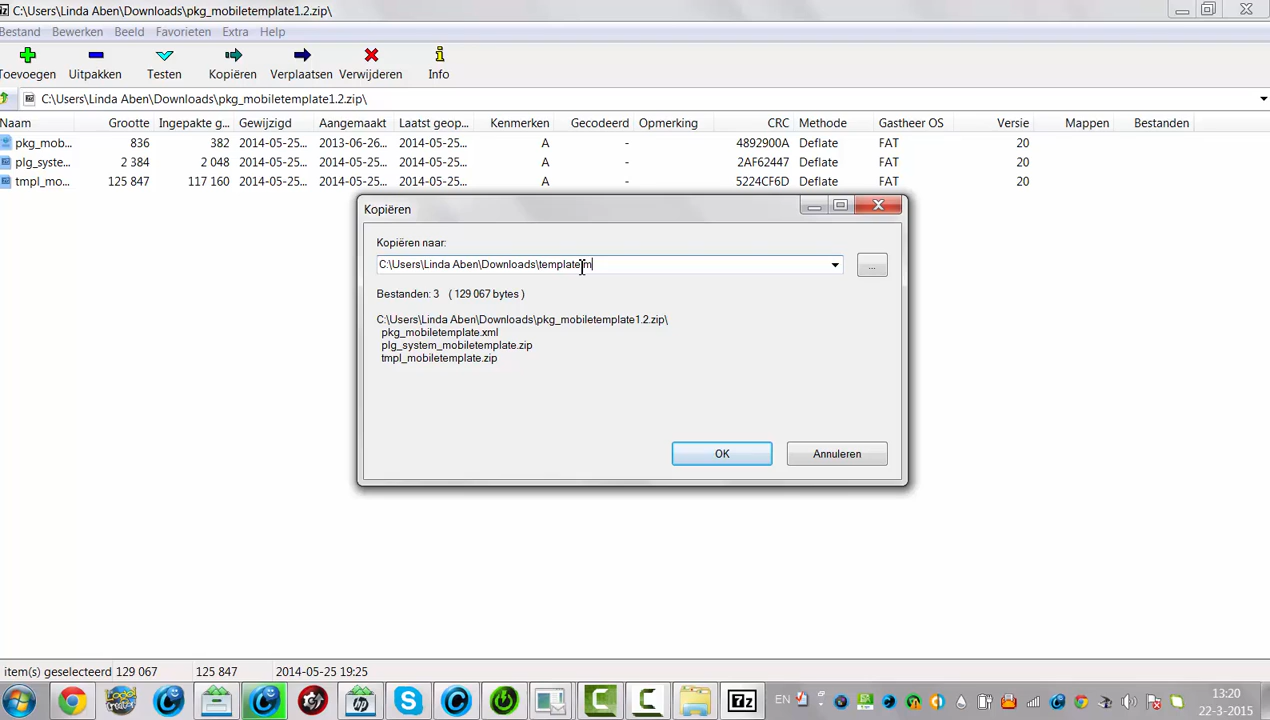 C:\Users\Linda Aben\Downloads\pkg_mobiletemplate1.2.zip\
Bestand Bewerken Beeld Favorieten Extra Help
Toevoegen Uitpakken Testen Kopiëren Verplaatsen Verwijderen Info
C:\Users\Linda Aben\Downloads\pkg_mobiletemplate1.2.zip\
Naam Grootte Ingepakte g... Gewijzigd Aangemaakt Laatst geop... Kenmerken CRC Gecodeerd Opmerking Methode Gastheer OS Versie Mappen Bestanden
pkg_mob... 836 382 2014-05-25... 2013-06-26... 2014-05-25... A - 4892900A Deflate FAT 20
plg_syste... 2 384 2 048 2014-05-25... 2014-05-25... 2014-05-25... A - 2AF62447 Deflate FAT 20
tmpl_mo... 125 847 117 160 2014-05-25... 2014-05-25... 2014-05-25... A - 5224CF6D Deflate FAT 20
Kopiëren
Kopiëren naar:
C:\Users\Linda Aben\Downloads\template m
...
Bestanden: 3 ( 129 067 bytes )
C:\Users\Linda Aben\Downloads\pkg_mobiletemplate1.2.zip\
pkg_mobiletemplate.xml
plg_system_mobiletemplate.zip
tmpl_mobiletemplate.zip
OK Annuleren
item(s) geselecteerd 129 067 125 847 2014-05-25 19:25
EN 13:20
22-3-2015